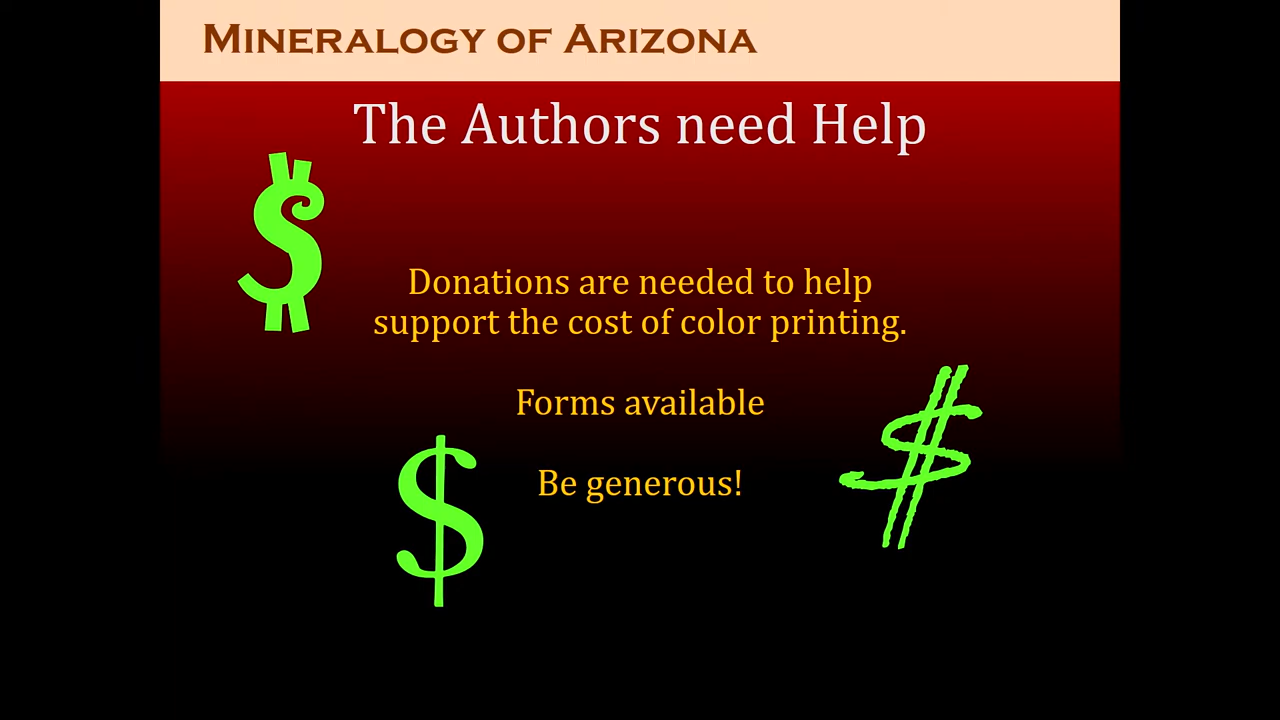 MINERALOGY OF ARIZONA
The Authors need Help
$
Donations are needed to help
support the cost of color printing.
Forms available
$
$
Be generous!